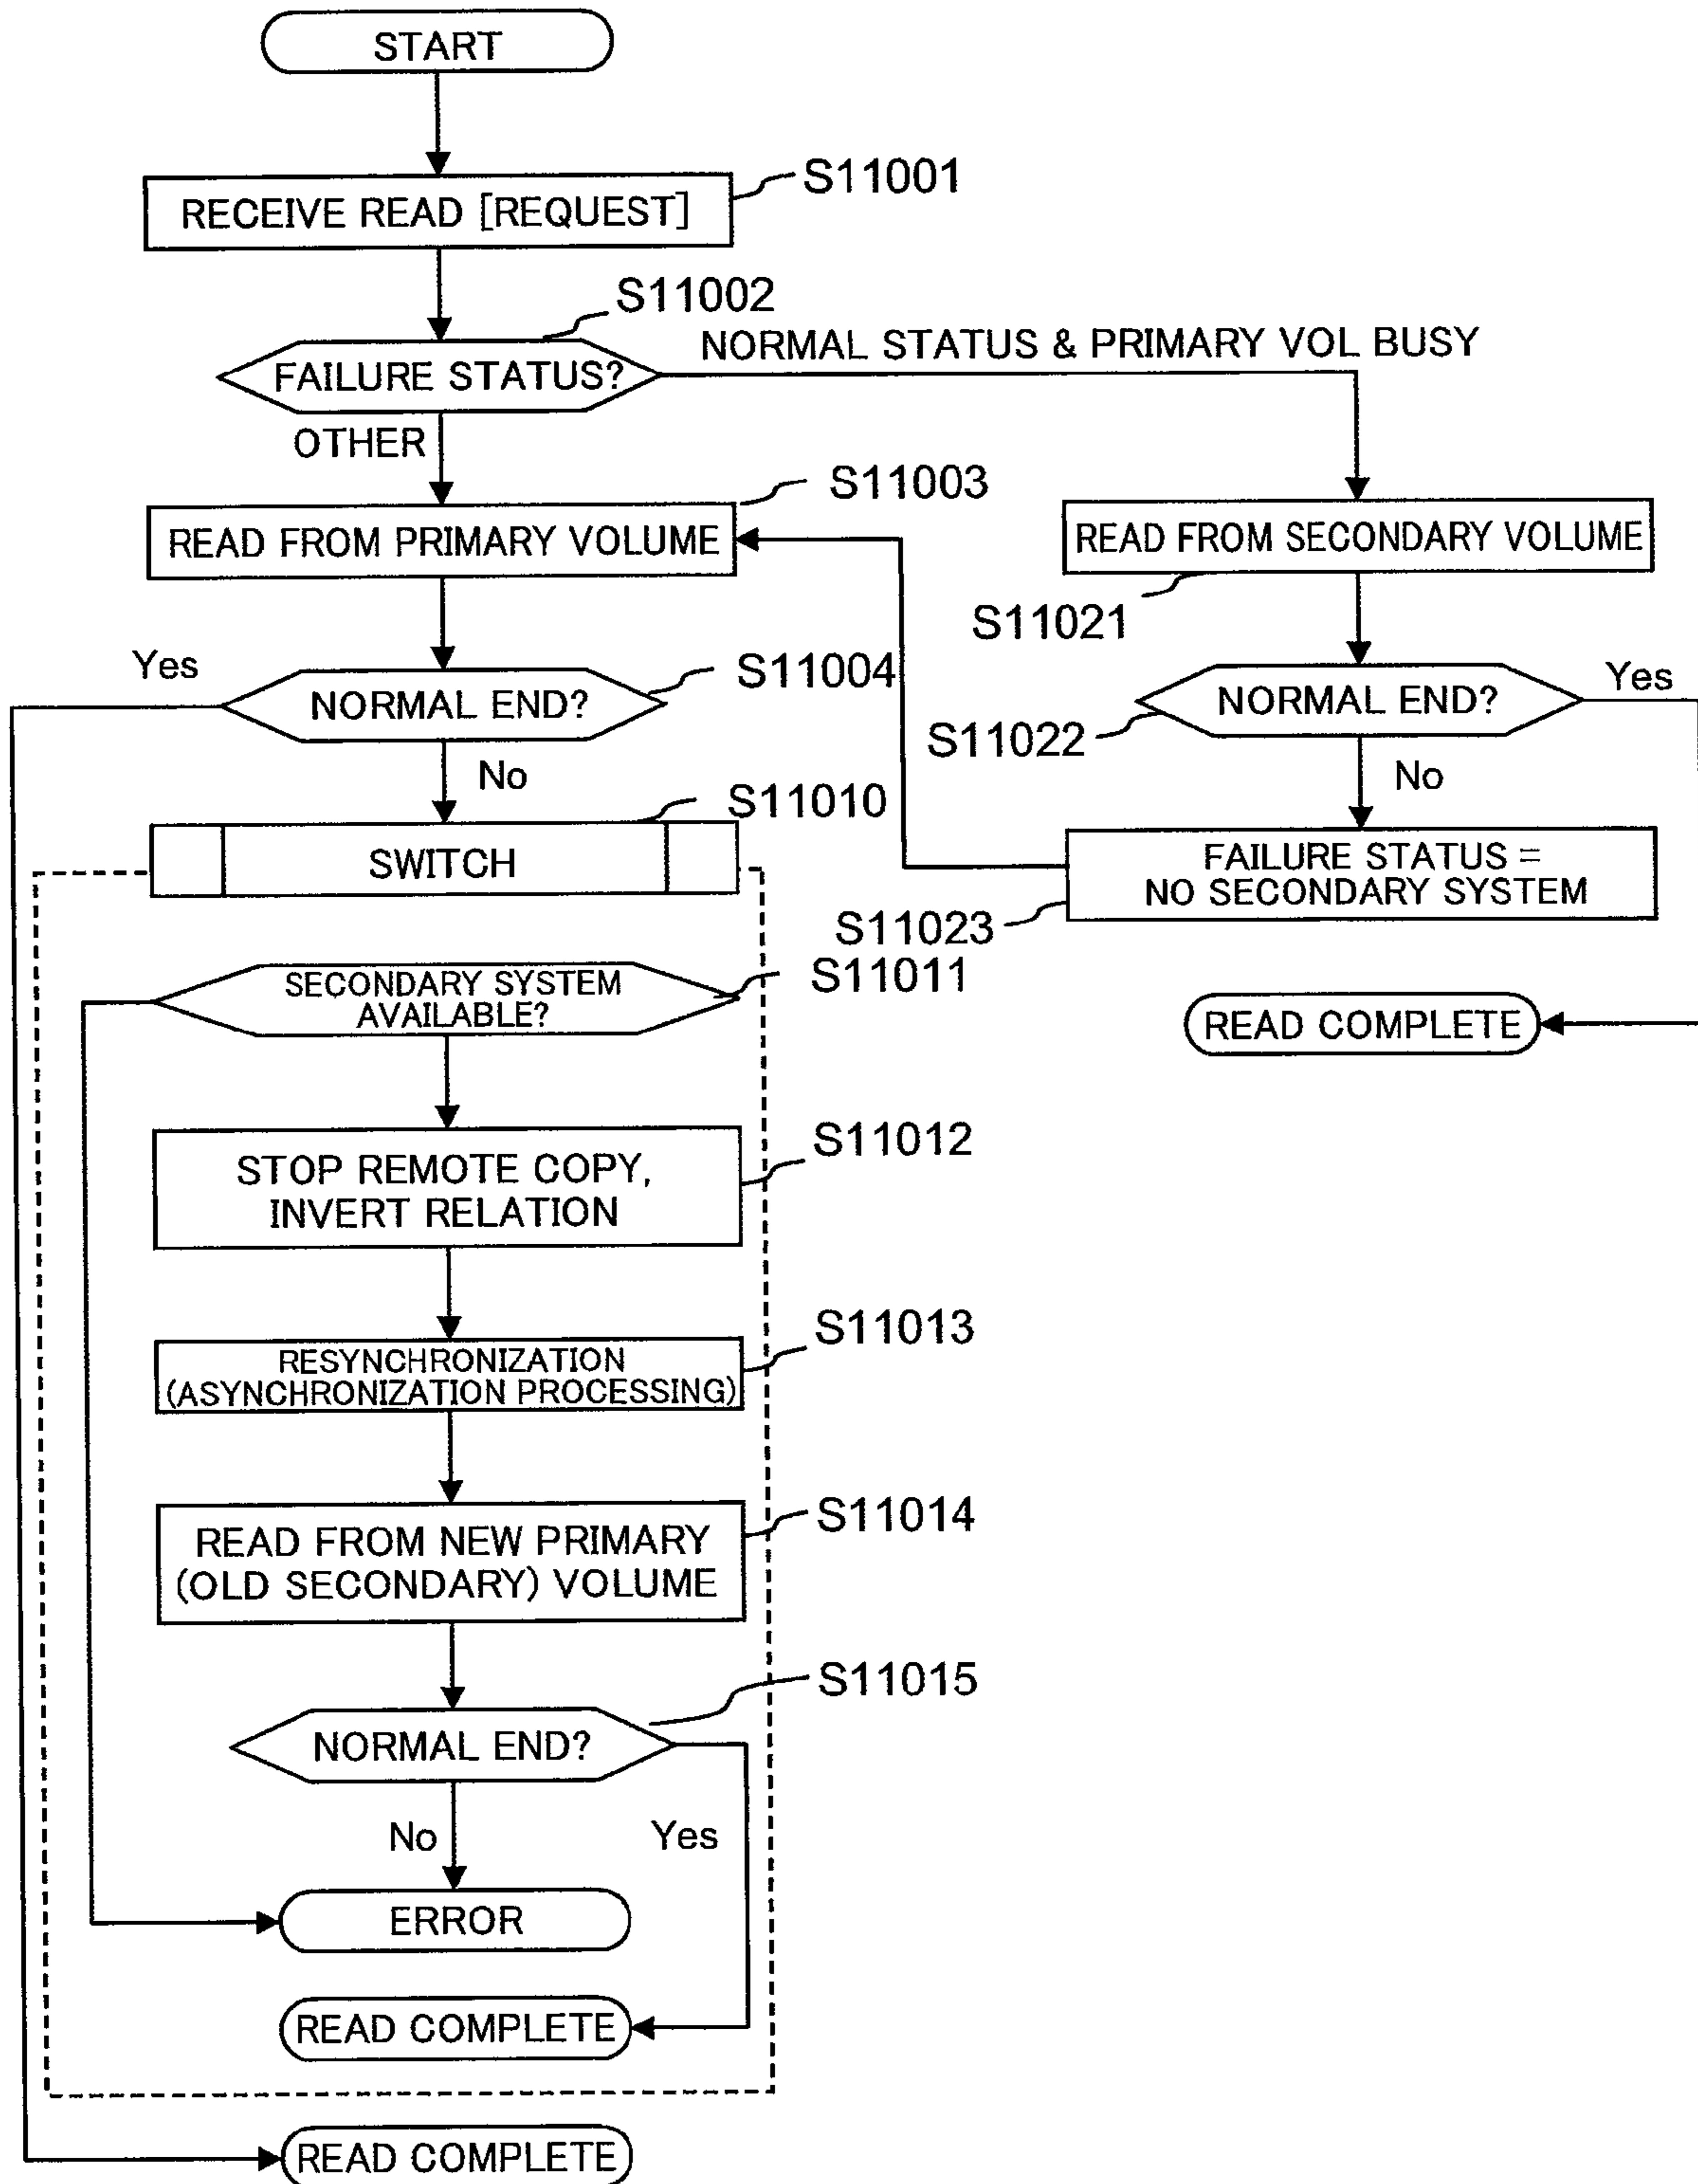 START
S11001
RECEIVE READ [REQUEST]
S11002
NORMAL STATUS & PRIMARY VOL BUSY
FAILURE STATUS?
OTHER
S11003
READ FROM PRIMARY VOLUME
READ FROM SECONDARY VOLUME
S11021
Yes
S11004
NORMAL END?
NORMAL END?
Yes
S11022
No
No
S11010
SWITCH
FAILURE STATUS =
NO SECONDARY SYSTEM
S11023
S11011
SECONDARY SYSTEM
AVAILABLE?
READ COMPLETE
S11012
STOP REMOTE COPY,
INVERT RELATION
S11013
RESYNCHRONIZATION
(ASYNCHRONIZATION PROCESSING)
S11014
READ FROM NEW PRIMARY
(OLD SECONDARY) VOLUME
S11015
NORMAL END?
No
Yes
ERROR
READ COMPLETE
READ COMPLETE